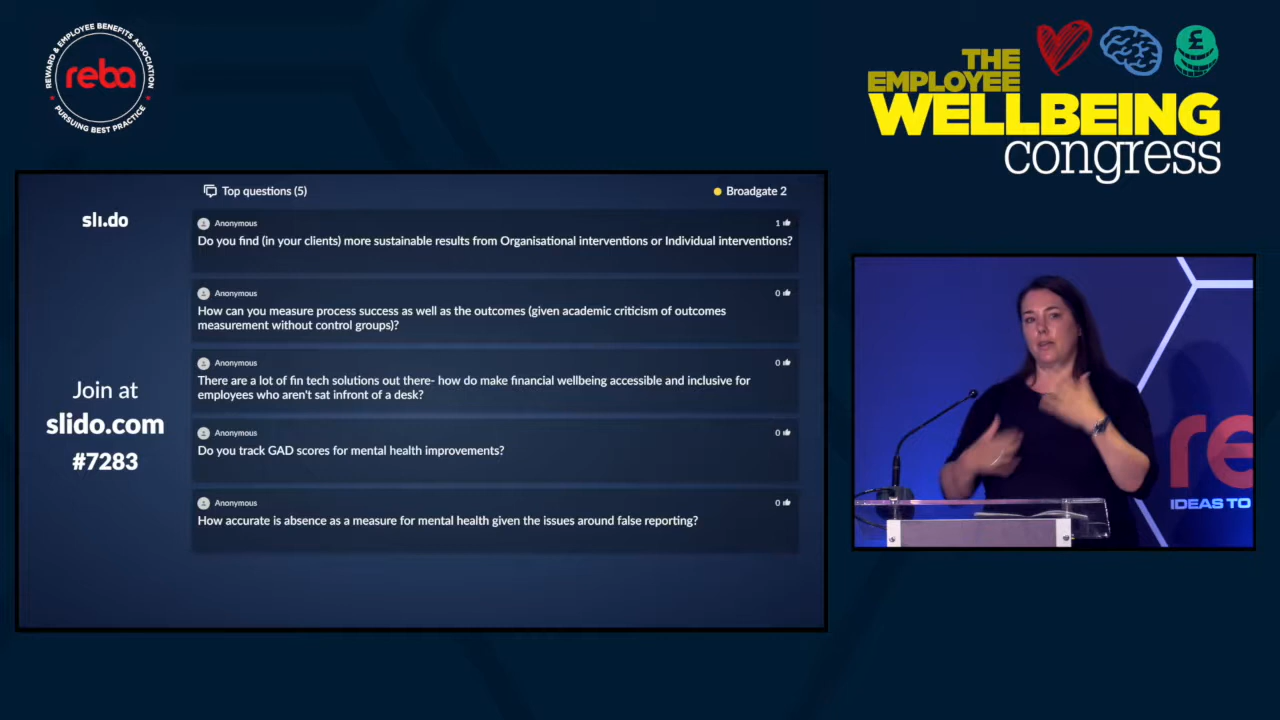 REWARD & EMPLOYEE BENEFITS ASSOCIATION
reba
PURSUING BEST PRACTICE
THE
EMPLOYEE
WELLBEING
congress
£
Top questions (5)
Broadgate 2
sli.do
Anonymous
1
Do you find (in your clients) more sustainable results from Organisational interventions or Individual interventions?
Anonymous
0
How can you measure process success as well as the outcomes (given academic criticism of outcomes
measurement without control groups)?
Anonymous
0
There are a lot of fin tech solutions out there- how do make financial wellbeing accessible and inclusive for
employees who aren't sat infront of a desk?
Anonymous
0
Do you track GAD scores for mental health improvements?
Anonymous
0
How accurate is absence as a measure for mental health given the issues around false reporting?
Join at
slido.com
#7283
re
IDEAS TO